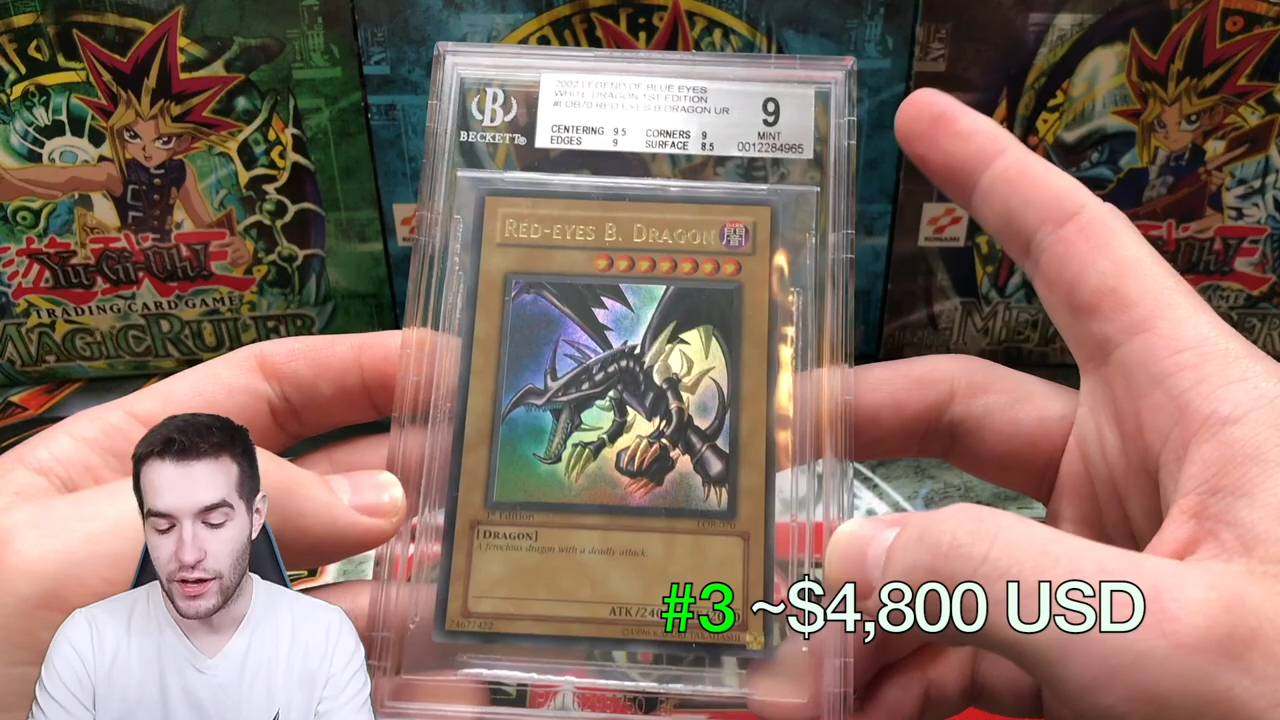 2002 LEGEND OF BLUE EYES
WHITE DRAGON 1ST EDITION
#LOB70 RED EYES B.DRAGON UR
CENTERING 9.5 CORNERS 9
EDGES 9 SURFACE 8.5
9
MINT
0012284965
B
BECKETT®
RED-EYES B. DRAGON
DARK
闇
1st Edition
LOB-070
[DRAGON]
A ferocious dragon with a deadly attack.
ATK/240
74677422
©1996 KAZUKI TAKAHASHI
#3 ~$4,800 USD
Yu-Gi-Oh!
TRADING CARD GAME
MAGIC RULER
KONAMI
KONAMI